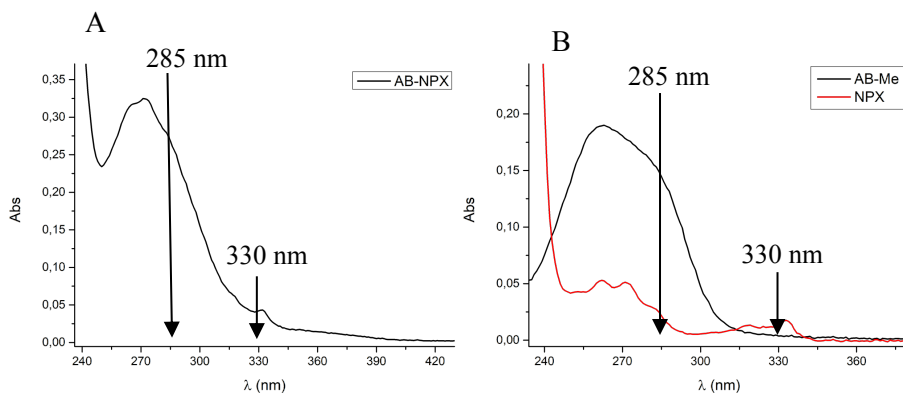 A
285 nm
330 nm
AB-NPX
Abs
0,35
0,30
0,25
0,20
0,15
0,10
0,05
0,00
240 270 300 330 360 390 420
λ (nm)
B
285 nm
330 nm
AB-Me
NPX
Abs
0,20
0,15
0,10
0,05
0,00
240 270 300 330 360
λ (nm)